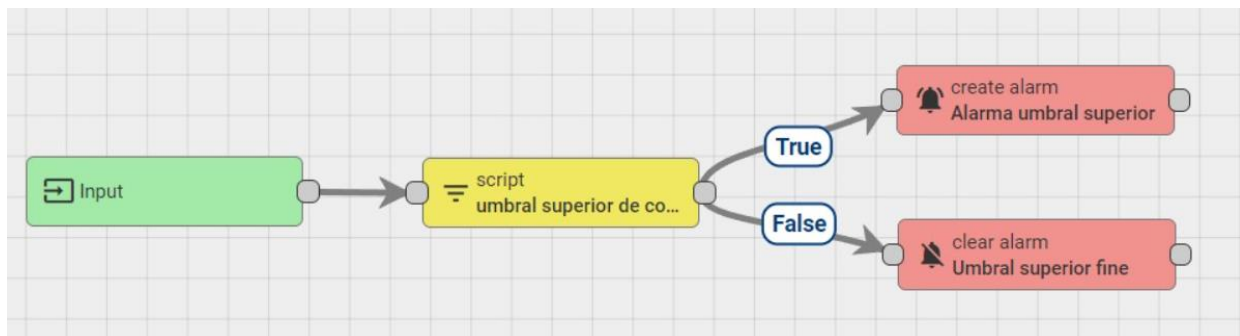 Input
script
umbral superior de co...
True
False
create alarm
Alarma umbral superior
clear alarm
Umbral superior fine